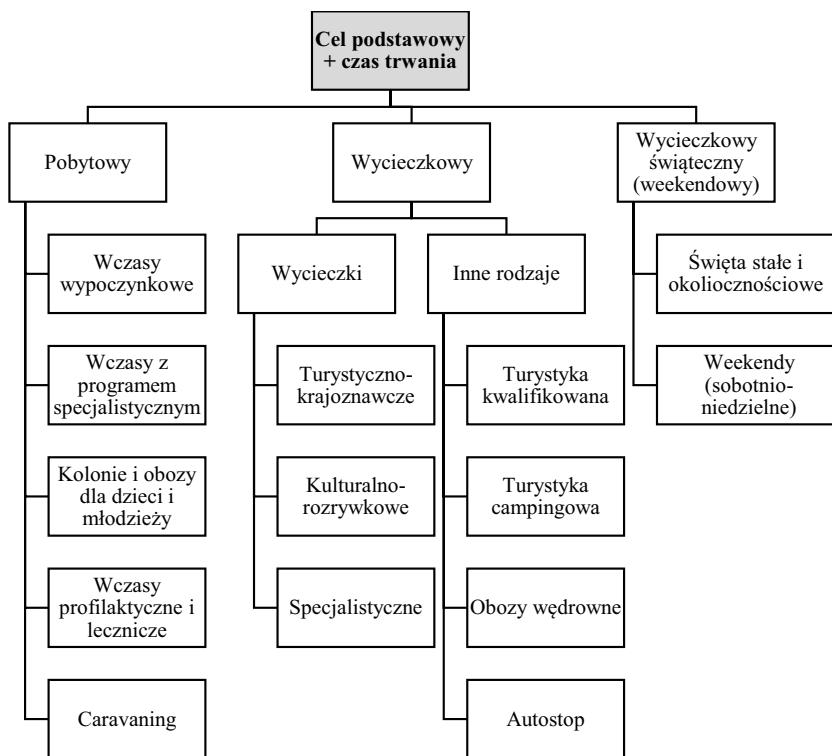 Cel podstawowy
+ czas trwania
Pobytowy
Wycieczkowy
Wycieczkowy
świąteczny
(weekendowy)
Wczasy
wypoczynkowe
Wczasy z
programem
specjalistycznym
Kolonie i obozy
dla dzieci i
młodzieży
Wczasy
profilaktyczne i
lecznicze
Caravaning
Wycieczki
Turystyczno-
krajoznawcze
Kulturalno-
rozrywkowe
Specjalistyczne
Inne rodzaje
Turystyka
kwalifikowana
Turystyka
campingowa
Obozy wędrowne
Autostop
Święta stałe i
okoliocznościowe
Weekendy
(sobotnio-
niedzielne)